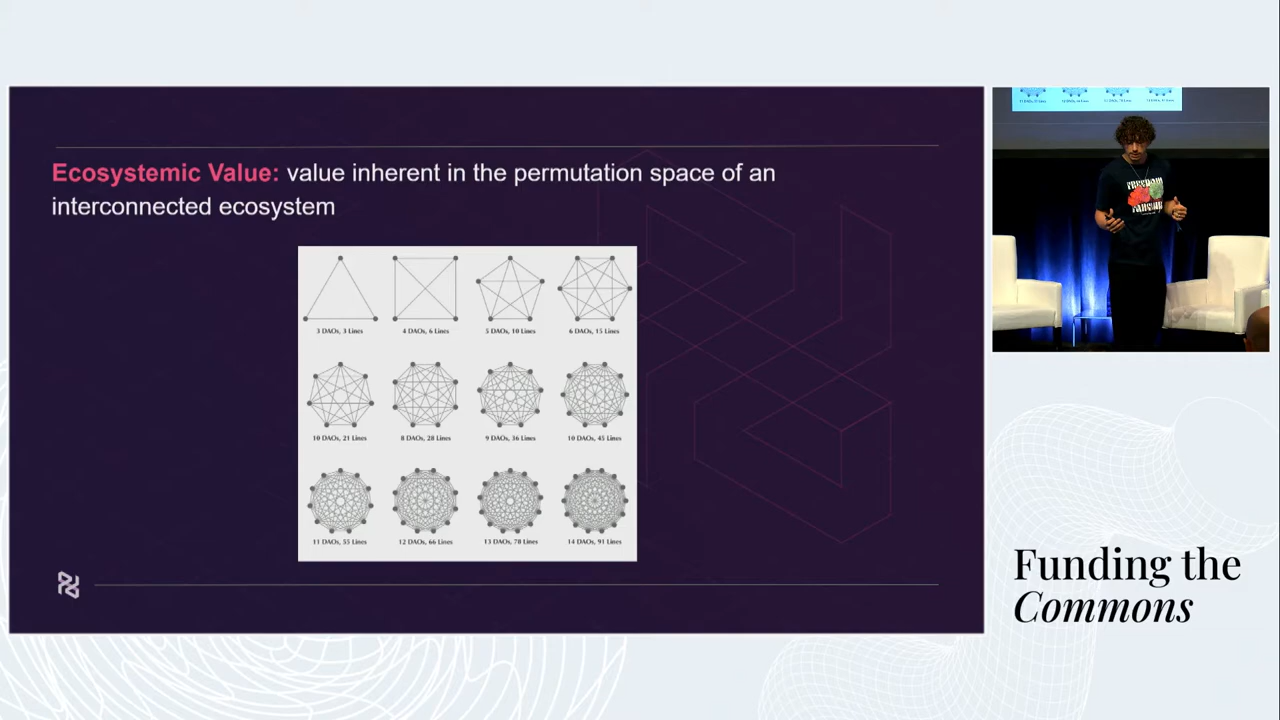 Ecosystemic Value: value inherent in the permutation space of an
interconnected ecosystem
3 DAOs, 3 Lines
4 DAOs, 6 Lines
5 DAOs, 10 Lines
6 DAOs, 15 Lines
10 DAOs, 21 Lines
8 DAOs, 28 Lines
9 DAOs, 36 Lines
10 DAOs, 45 Lines
11 DAOs, 55 Lines
12 DAOs, 66 Lines
13 DAOs, 78 Lines
14 DAOs, 91 Lines
FREEDOM
Funding the
Commons